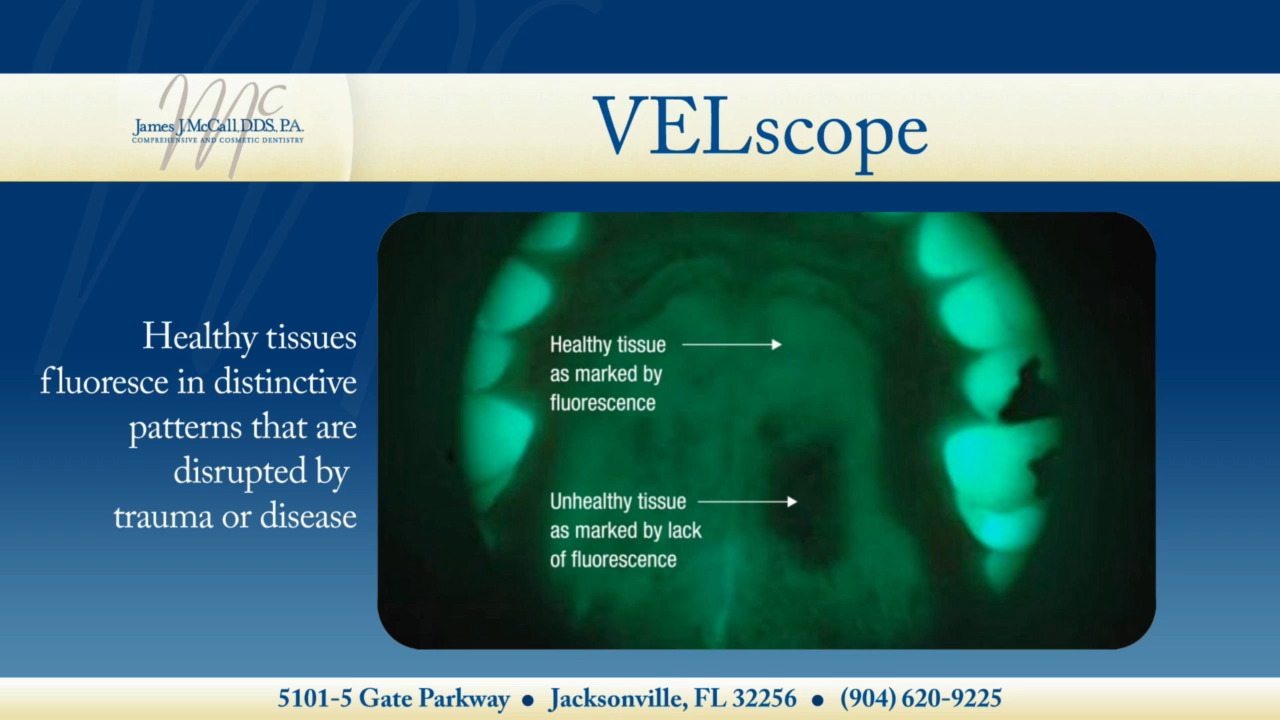 Mc
James J. McCall, D.D.S., P.A.
COMPREHENSIVE AND COSMETIC DENTISTRY
VELscope
Healthy tissues
fluoresce in distinctive
patterns that are
disrupted by
trauma or disease
Healthy tissue
as marked by
fluorescence
Unhealthy tissue
as marked by lack
of fluorescence
5101-5 Gate Parkway ● Jacksonville, FL 32256 ● (904) 620-9225